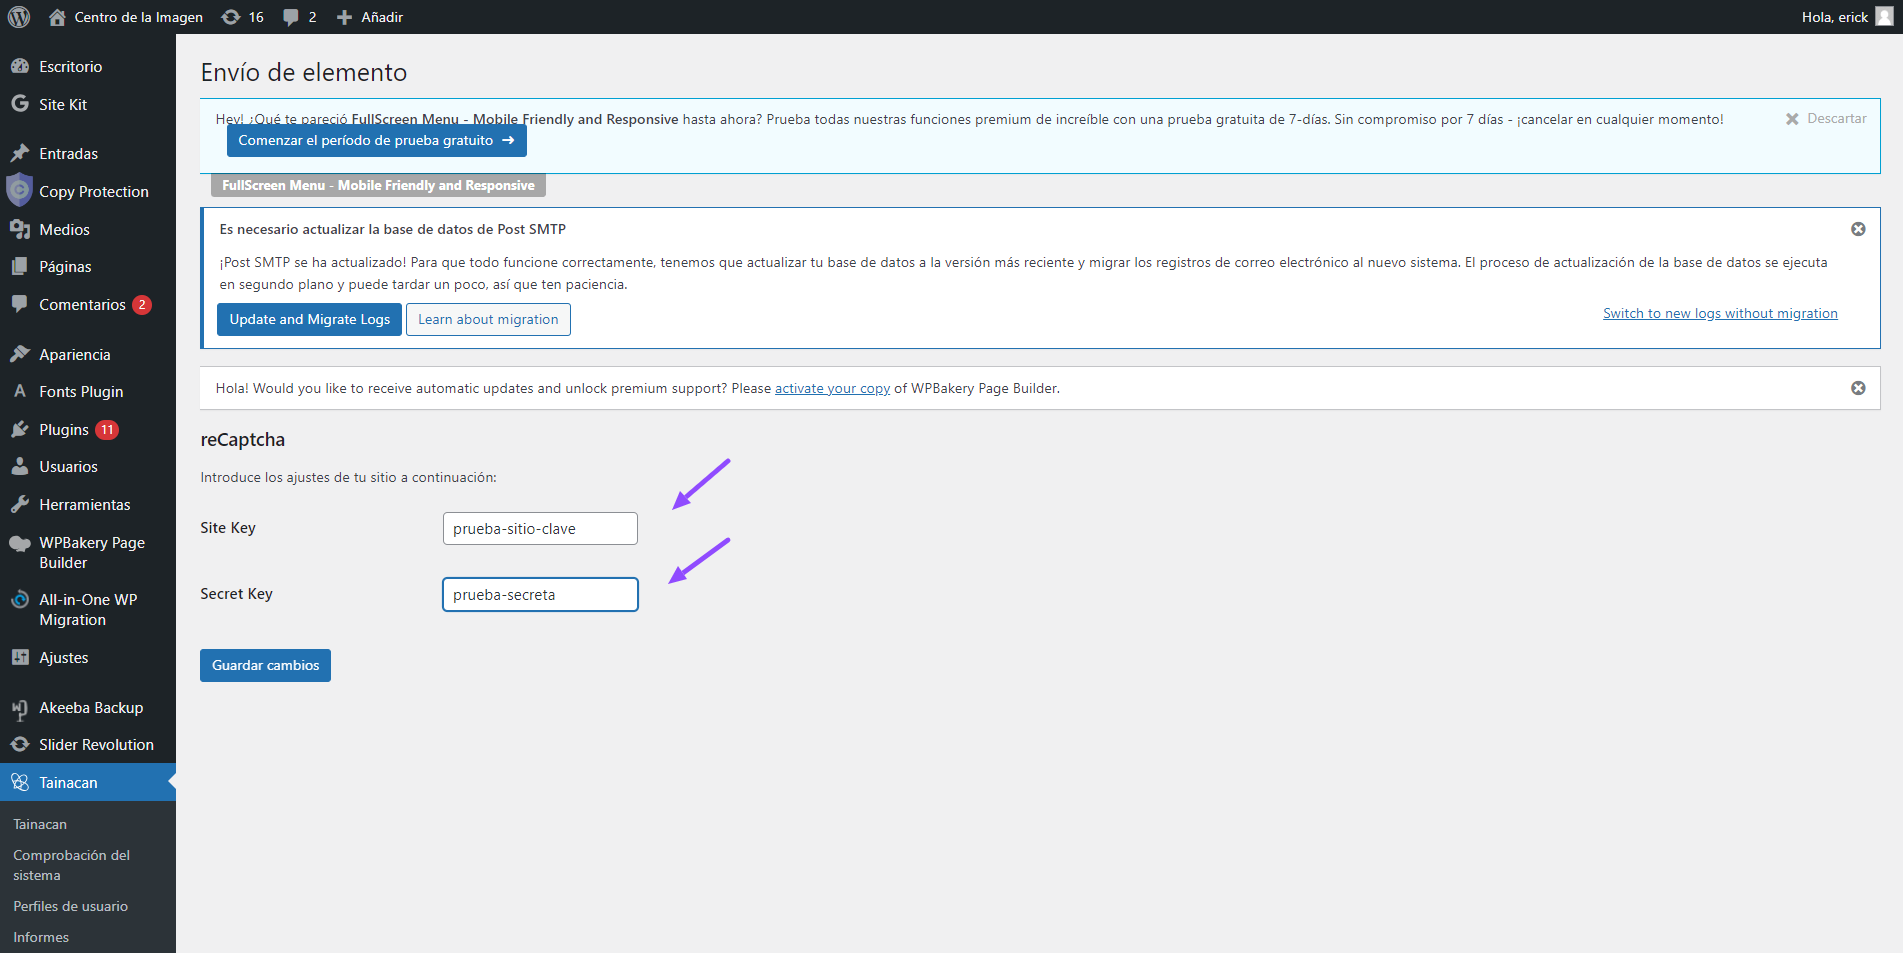 Centro de la Imagen
16
2
Añadir
Hola, erick
Escritorio
Site Kit
Entradas
Copy Protection
Medios
Páginas
Comentarios 2
Apariencia
Fonts Plugin
Plugins 11
Usuarios
Herramientas
WPBakery Page
Builder
All-in-One WP
Migration
Ajustes
Akeeba Backup
Slider Revolution
Tainacan
Tainacan
Comprobación del
sistema
Perfiles de usuario
Informes
Envío de elemento
Hey! ¿Qué te pareció FullScreen Menu - Mobile Friendly and Responsive hasta ahora? Prueba todas nuestras funciones premium de increíble con una prueba gratuita de 7-días. Sin compromiso por 7 días - ¡cancelar en cualquier momento!
Descartar
Comenzar el período de prueba gratuito →
FullScreen Menu - Mobile Friendly and Responsive
Es necesario actualizar la base de datos de Post SMTP
¡Post SMTP se ha actualizado! Para que todo funcione correctamente, tenemos que actualizar tu base de datos a la versión más reciente y migrar los registros de correo electrónico al nuevo sistema. El proceso de actualización de la base de datos se ejecuta
en segundo plano y puede tardar un poco, así que ten paciencia.
Update and Migrate Logs
Learn about migration
Switch to new logs without migration
Hola! Would you like to receive automatic updates and unlock premium support? Please activate your copy of WPBakery Page Builder.
reCaptcha
Introduce los ajustes de tu sitio a continuación:
Site Key
prueba-sitio-clave
Secret Key
prueba-secreta
Guardar cambios